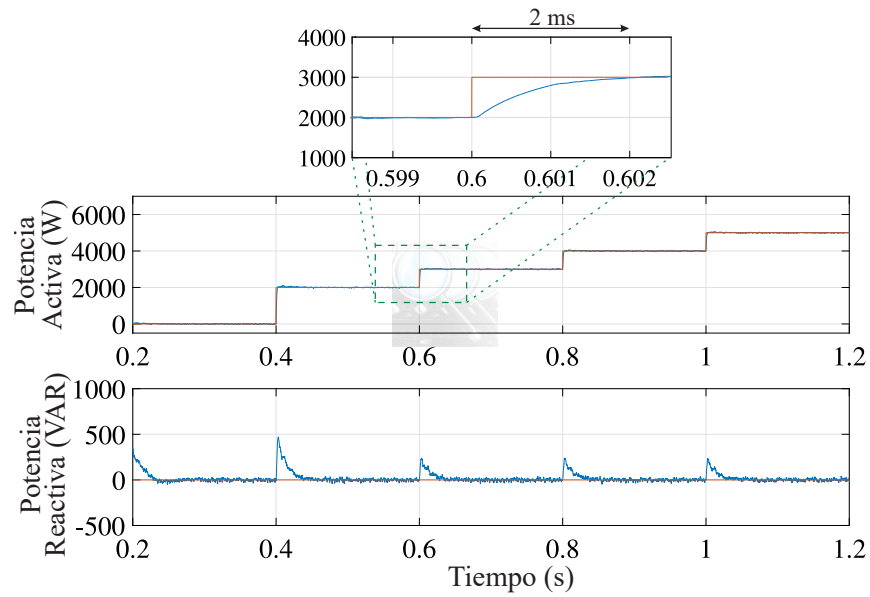 2 ms
4000
3000
2000
1000
0.599 0.6 0.601 0.602
Potencia
Activa (W)
6000
4000
2000
0
0.2 0.4 0.6 0.8 1 1.2
Potencia
Reactiva (VAR)
1000
500
0
-500
0.2 0.4 0.6 0.8 1 1.2
Tiempo (s)